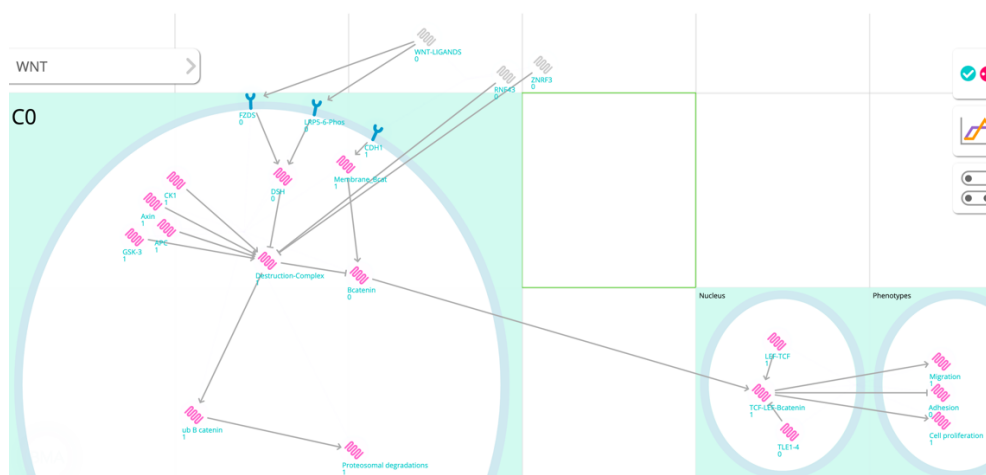 WNT-LIGANDS
0
WNT
ZNRF3
0
RNF43
0
C0
FZDS
0
LRP5-6-Phos
0
CDH1
1
Membrane-Bcat
1
DSH
0
CK1
1
Axin
1
APC
1
GSK-3
1
Destruction-Complex
1
Bcatenin
0
Nucleus
Phenotypes
LEF-TCF
1
Migration
1
TCF-LEF-Bcatenin
1
Adhesion
0
ub B catenin
1
TLE1-4
0
Cell proliferation
1
Proteosomal degradations
1